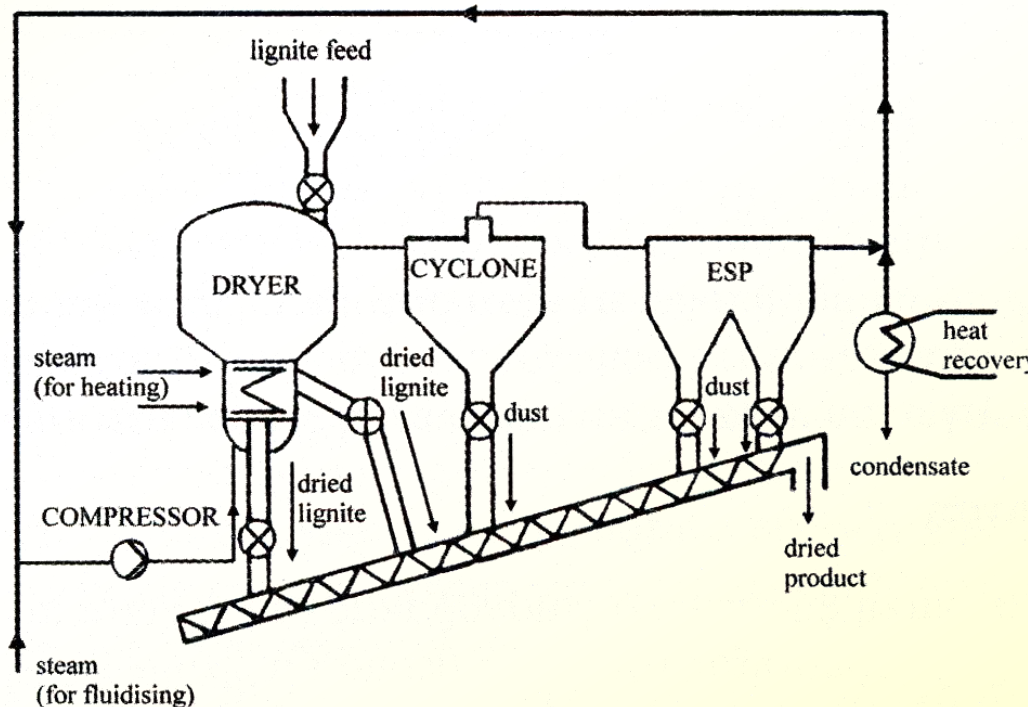 lignite feed
DRYER
CYCLONE
ESP
steam
(for heating)
dried
lignite
dust
dust
heat
recovery
condensate
COMPRESSOR
dried
lignite
dried
product
steam
(for fluidising)